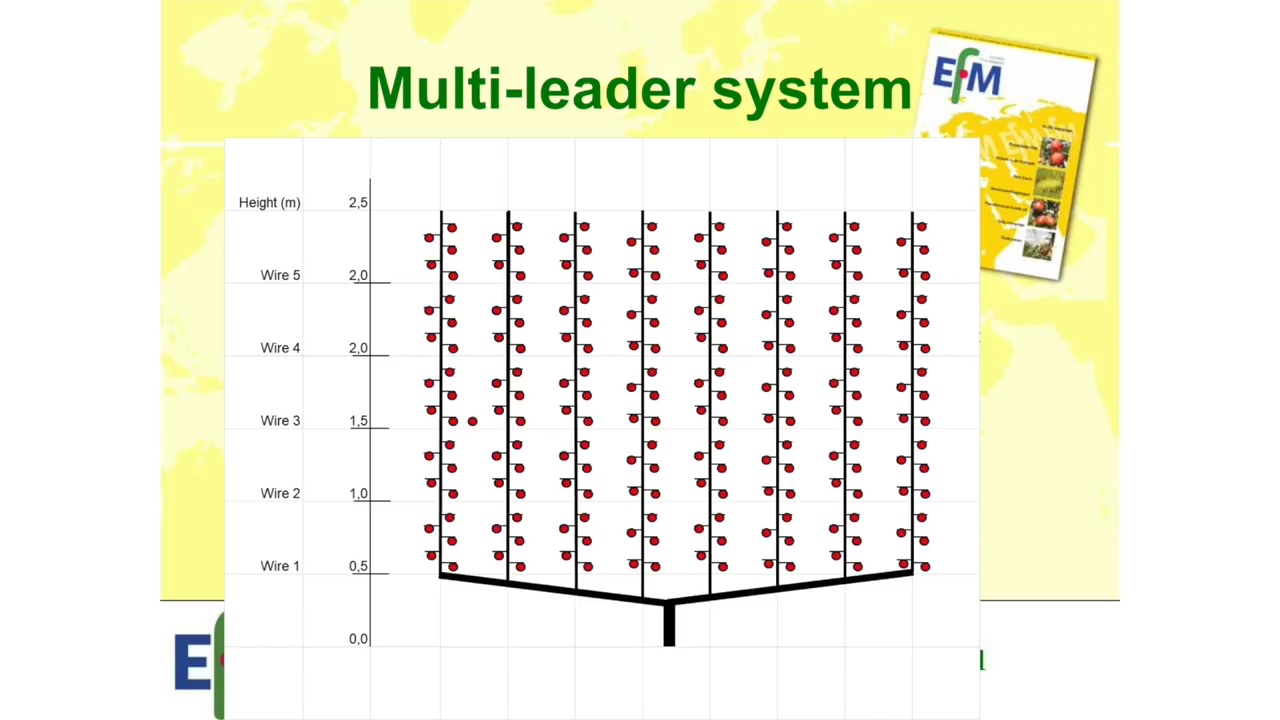 Multi-leader system
EfM
Height (m) 2,5
Wire 5 2,0
Wire 4 2,0
Wire 3 1,5
Wire 2 1,0
Wire 1 0,5
0,0
E